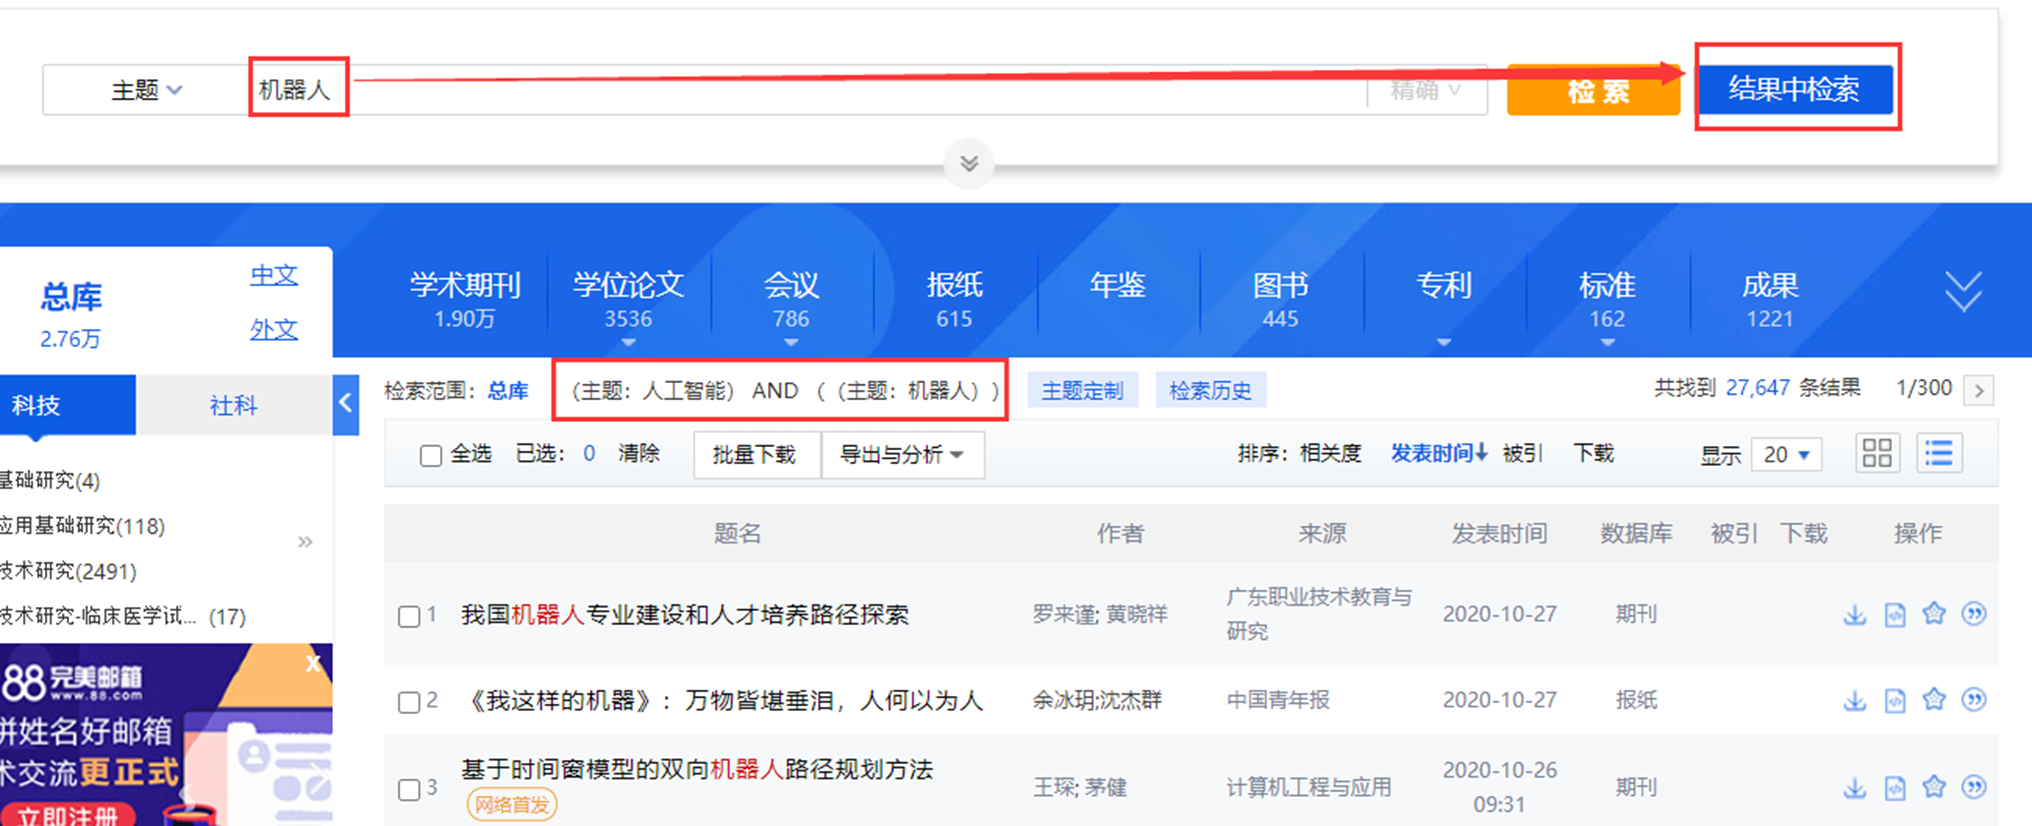 主题 机器人 精确 检 索 结果中检索
总库 2.76万 中文 外文
学术期刊 学位论文 会议 报纸 年鉴 图书 专利 标准 成果
1.90万 3536 786 615 445 162 1221
科技 社科
检索范围：总库 （主题：人工智能） AND （（主题：机器人）） 主题定制 检索历史 共找到 27,647 条结果 1/300
全选 已选：0 清除 批量下载 导出与分析 排序：相关度 发表时间↓ 被引 下载 显示 20
基础研究(4)
应用基础研究(118)
技术研究(2491)
技术研究-临床医学试... (17)
题名 作者 来源 发表时间 数据库 被引 下载 操作
1 我国机器人专业建设和人才培养路径探索 罗来谨; 黄晓祥 广东职业技术教育与研究 2020-10-27 期刊
2 《我这样的机器》：万物皆堪垂泪，人何以为人 余冰玥;沈杰群 中国青年报 2020-10-27 报纸
3 基于时间窗模型的双向机器人路径规划方法 王琛; 茅健 计算机工程与应用 2020-10-26 09:31 期刊
网络首发
88完美邮箱
www.88.com
X
拼姓名好邮箱
术交流更正式
立即注册